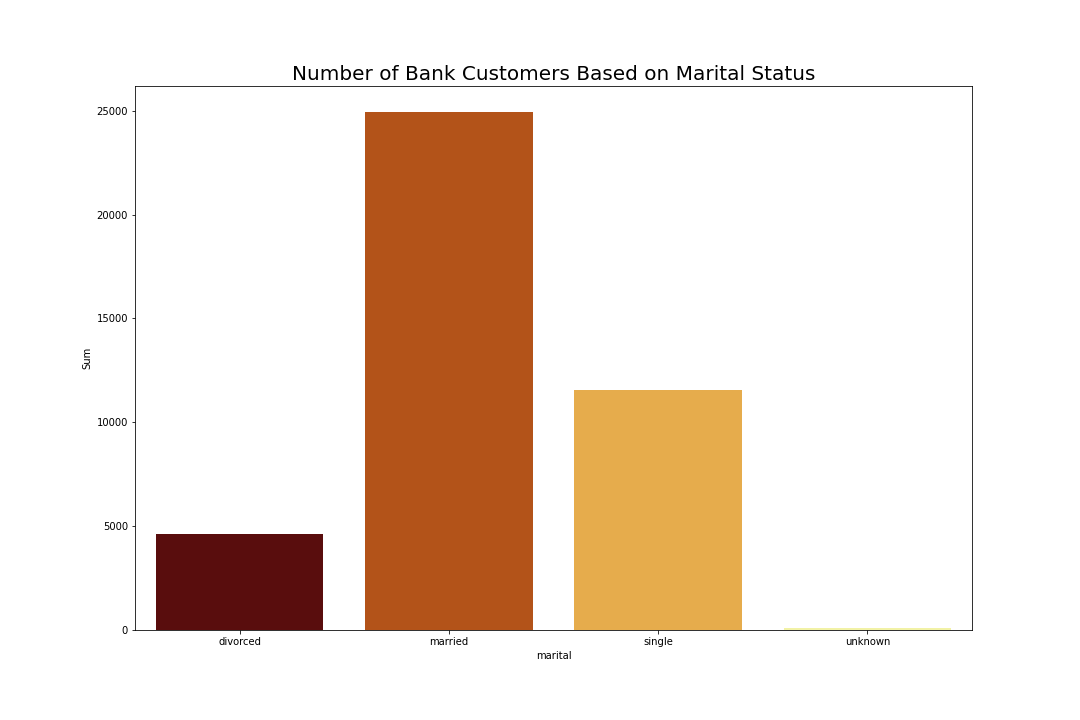 Number of Bank Customers Based on Marital Status
25000
20000
15000
10000
5000
0
Sum
divorced married single unknown
marital